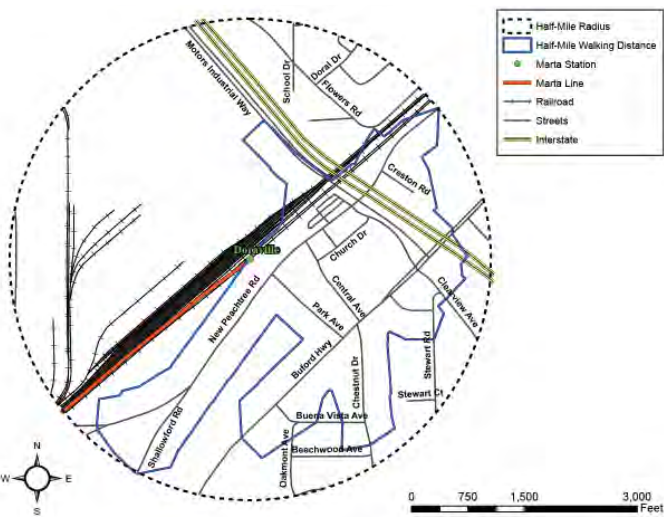 Half-Mile Radius
Half-Mile Walking Distance
Marta Station
Marta Line
Railroad
Streets
Interstate
Motors Industrial Way
School Dr
Doral Dr
Flowers Rd
Creston Rd
Doraville
Church Dr
New Peachtree Rd
Central Ave
Clearview Ave
Park Ave
Buford Hwy
Stewart Rd
Chestnut Dr
Stewart Ct
Shallowford Rd
Buena Vista Ave
Oakmont Ave
Beechwood Ave
N
W
E
S
0 750 1,500 3,000
Feet